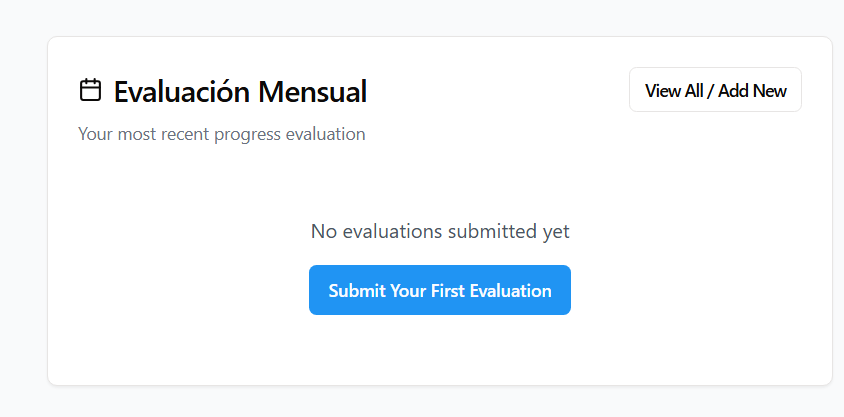 Evaluación Mensual
View All / Add New
Your most recent progress evaluation
No evaluations submitted yet
Submit Your First Evaluation